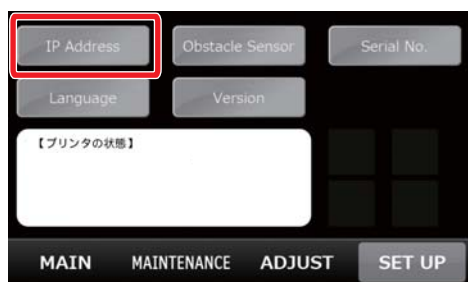 IP Address Obstacle Sensor Serial No.
Language Version
【プリンタの状態】
MAIN MAINTENANCE ADJUST SET UP